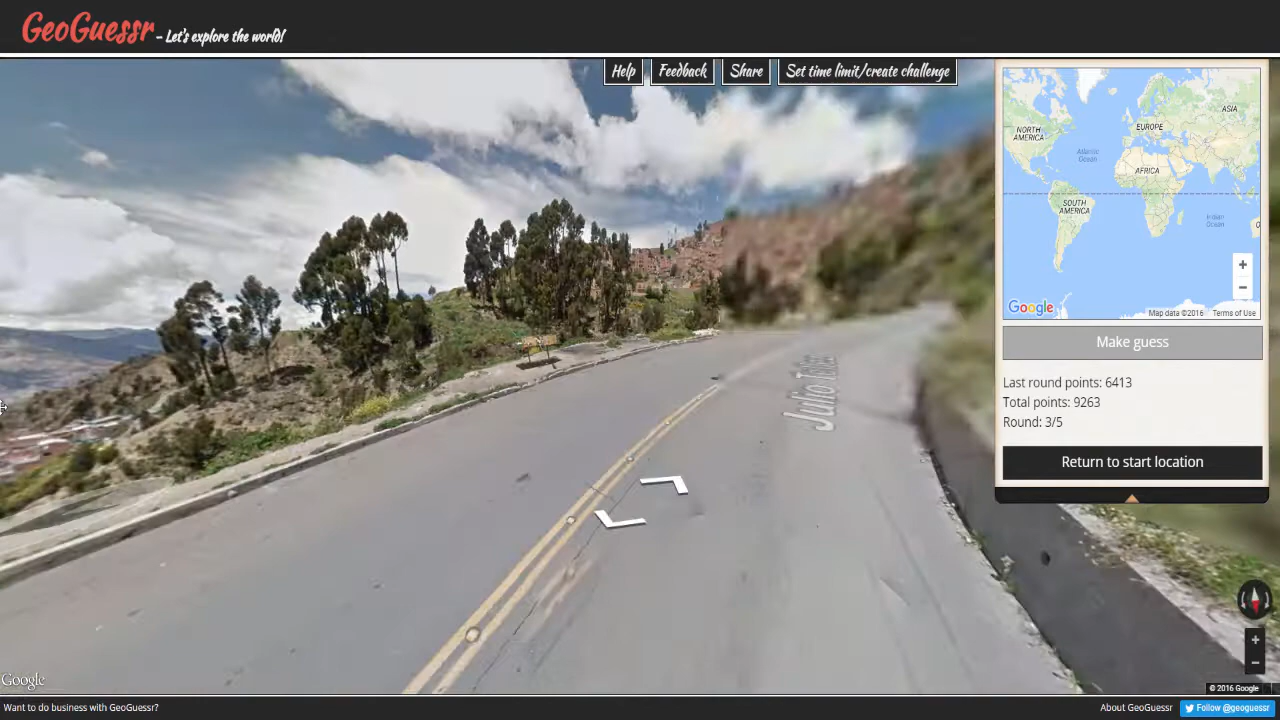 GeoGuessr - Let's explore the world!
Help
Feedback
Share
Set time limit/create challenge
NORTH
AMERICA
EUROPE
ASIA
Atlantic
Ocean
AFRICA
SOUTH
AMERICA
Indian
Ocean
+
−
Google
Map data ©2016
Terms of Use
Make guess
Last round points: 6413
Total points: 9263
Round: 3/5
Return to start location
Julio
Google
+
−
© 2016 Google
Want to do business with GeoGuessr?
About GeoGuessr
Follow @geoguessr